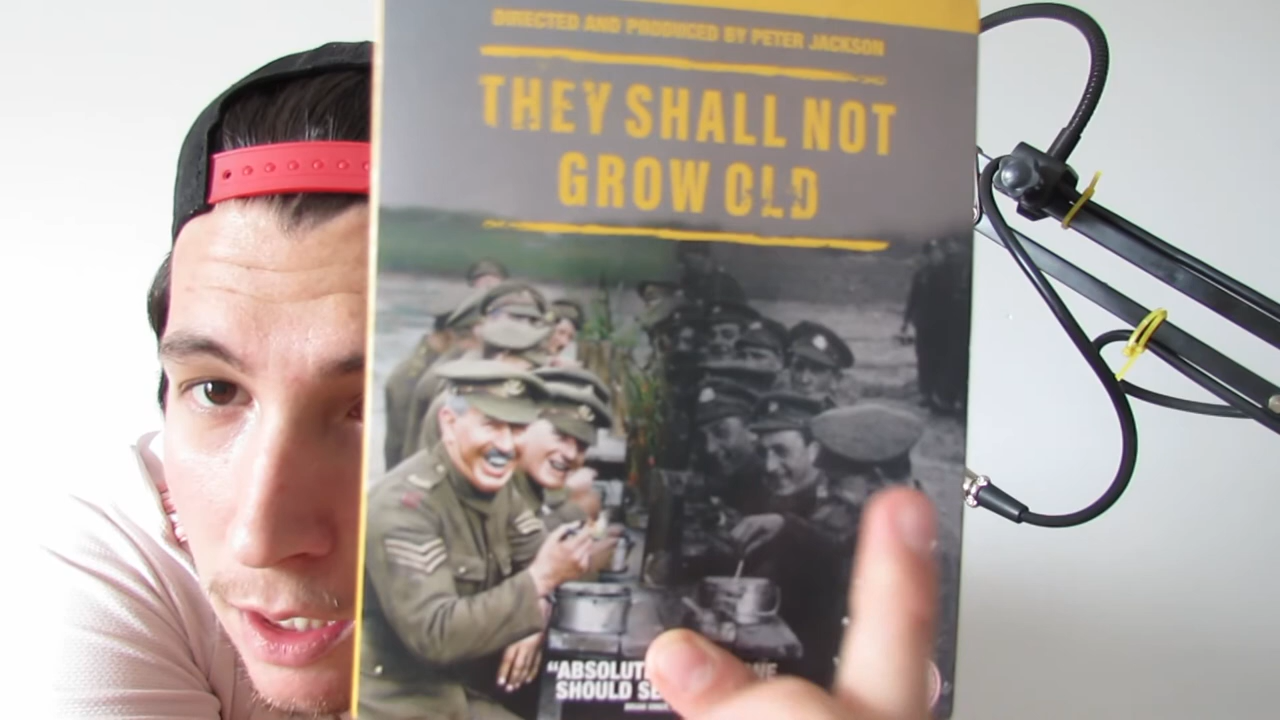 DIRECTED AND PRODUCED BY PETER JACKSON
THEY SHALL NOT
GROW OLD
"ABSOLUT
SHOULD SE